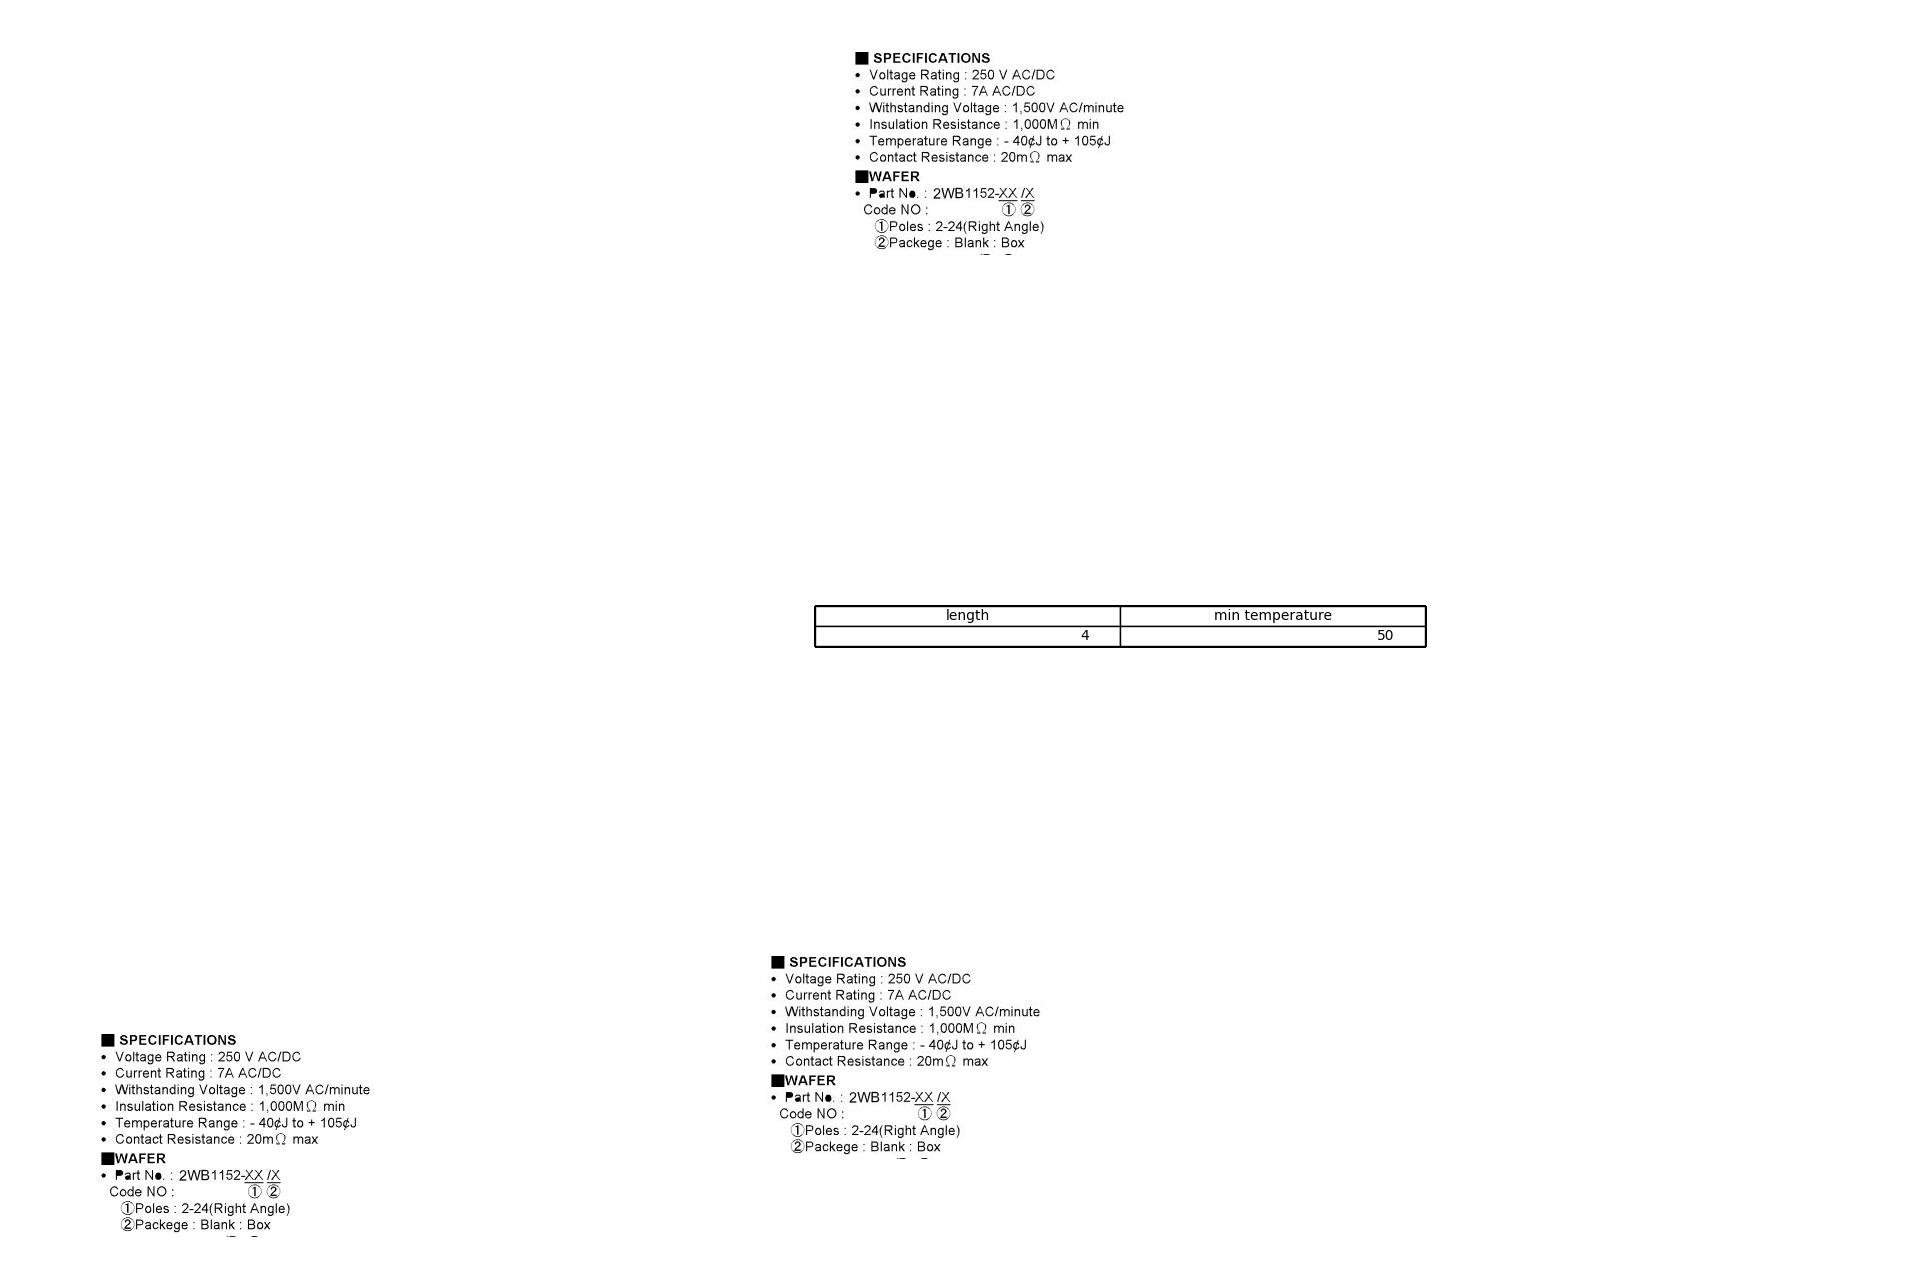 ■ SPECIFICATIONS
• Voltage Rating : 250 V AC/DC
• Current Rating : 7A AC/DC
• Withstanding Voltage : 1,500V AC/minute
• Insulation Resistance : 1,000MΩ min
• Temperature Range : - 40¢J to + 105¢J
• Contact Resistance : 20mΩ max
■WAFER
• Part No. : 2WB1152-XX /X
Code NO : ① ②
①Poles : 2-24(Right Angle)
②Packege : Blank : Box
length min temperature
4 50
■ SPECIFICATIONS
• Voltage Rating : 250 V AC/DC
• Current Rating : 7A AC/DC
• Withstanding Voltage : 1,500V AC/minute
• Insulation Resistance : 1,000MΩ min
• Temperature Range : - 40¢J to + 105¢J
• Contact Resistance : 20mΩ max
■WAFER
• Part No. : 2WB1152-XX /X
Code NO : ① ②
①Poles : 2-24(Right Angle)
②Packege : Blank : Box
■ SPECIFICATIONS
• Voltage Rating : 250 V AC/DC
• Current Rating : 7A AC/DC
• Withstanding Voltage : 1,500V AC/minute
• Insulation Resistance : 1,000MΩ min
• Temperature Range : - 40¢J to + 105¢J
• Contact Resistance : 20mΩ max
■WAFER
• Part No. : 2WB1152-XX /X
Code NO : ① ②
①Poles : 2-24(Right Angle)
②Packege : Blank : Box